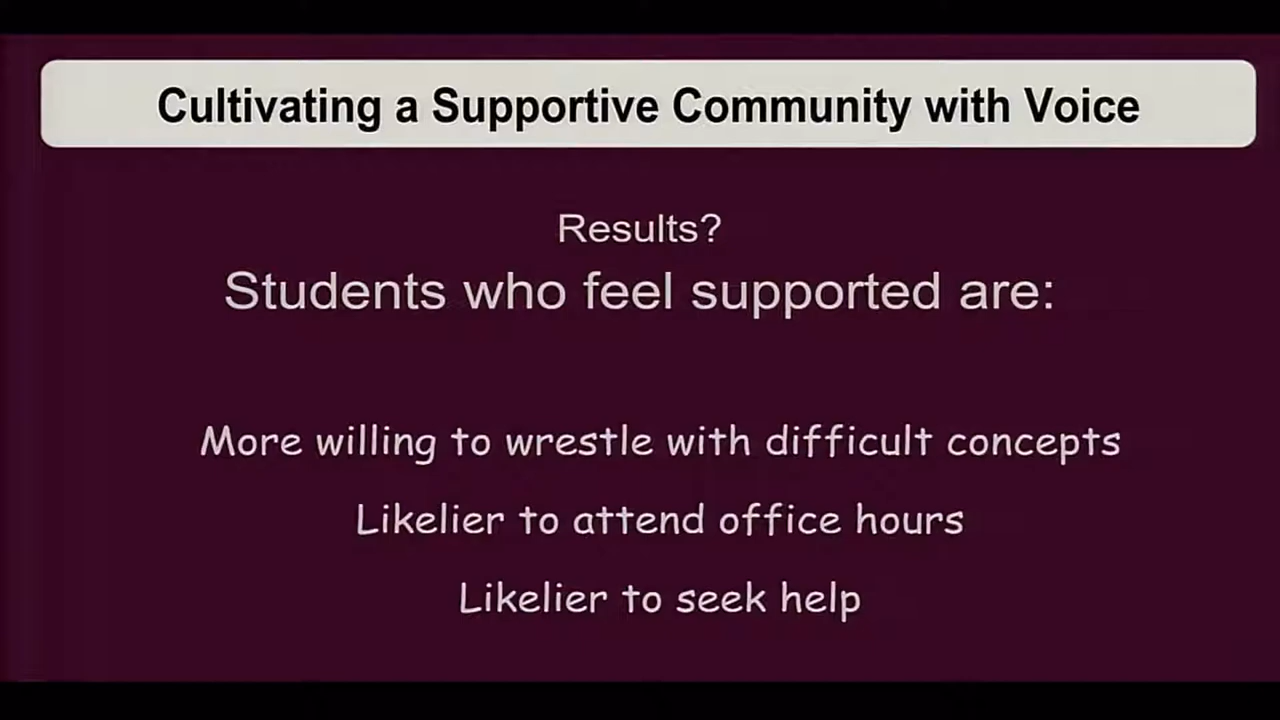 Cultivating a Supportive Community with Voice
Results?
Students who feel supported are:
More willing to wrestle with difficult concepts
Likelier to attend office hours
Likelier to seek help